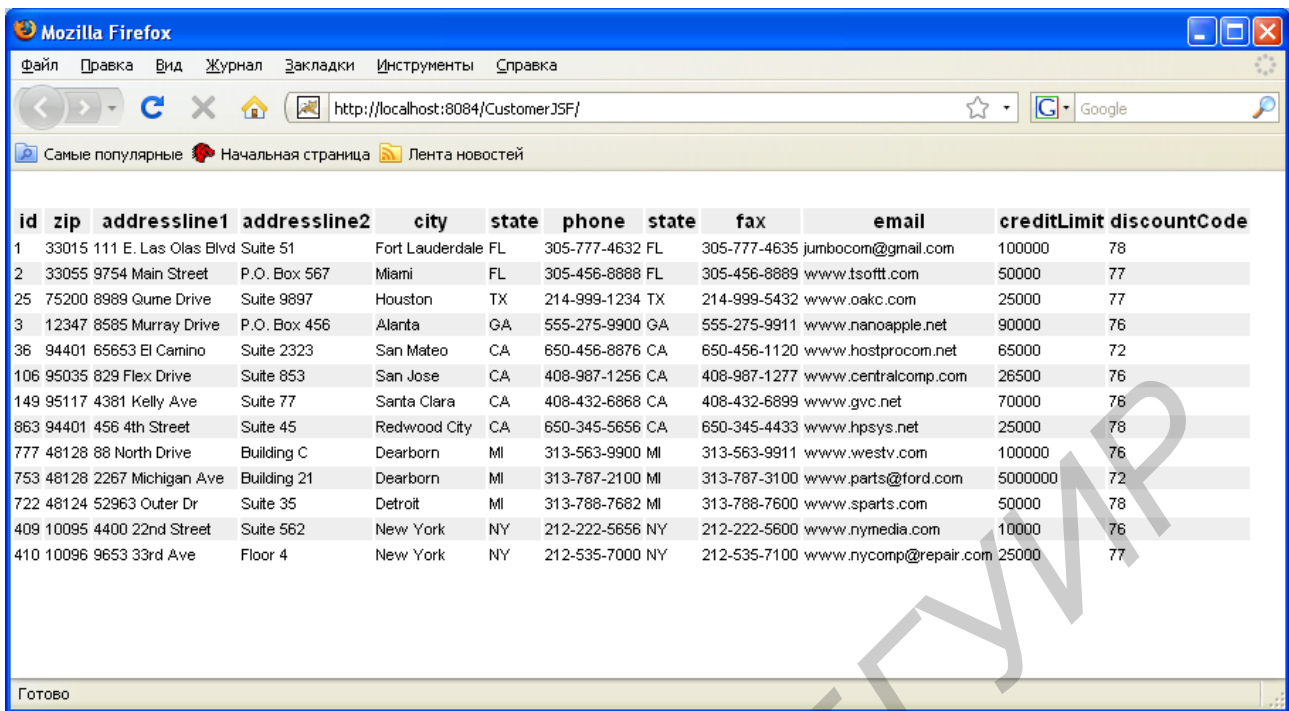 Mozilla Firefox
Файл Правка Вид Журнал Закладки Инструменты Справка
http://localhost:8084/CustomerJSF/ G Google
Самые популярные Начальная страница Лента новостей
id zip addressline1 addressline2 city state phone state fax email creditLimit discountCode
1 33015 111 E. Las Olas Blvd Suite 51 Fort Lauderdale FL 305-777-4632 FL 305-777-4635 jumbocom@gmail.com 100000 78
2 33055 9754 Main Street P.O. Box 567 Miami FL 305-456-8888 FL 305-456-8889 www.tsoftt.com 50000 77
25 75200 8989 Qume Drive Suite 9897 Houston TX 214-999-1234 TX 214-999-5432 www.oakc.com 25000 77
3 12347 8585 Murray Drive P.O. Box 456 Alanta GA 555-275-9900 GA 555-275-9911 www.nanoapple.net 90000 76
36 94401 65653 El Camino Suite 2323 San Mateo CA 650-456-8876 CA 650-456-1120 www.hostprocom.net 65000 72
106 95035 829 Flex Drive Suite 853 San Jose CA 408-987-1256 CA 408-987-1277 www.centralcomp.com 26500 76
149 95117 4381 Kelly Ave Suite 77 Santa Clara CA 408-432-6868 CA 408-432-6899 www.gvc.net 70000 76
863 94401 456 4th Street Suite 45 Redwood City CA 650-345-5656 CA 650-345-4433 www.hpsys.net 25000 78
777 48128 88 North Drive Building C Dearborn MI 313-563-9900 MI 313-563-9911 www.westv.com 100000 76
753 48128 2267 Michigan Ave Building 21 Dearborn MI 313-787-2100 MI 313-787-3100 www.parts@ford.com 5000000 72
722 48124 52963 Outer Dr Suite 35 Detroit MI 313-788-7682 MI 313-788-7600 www.sparts.com 50000 78
409 10095 4400 22nd Street Suite 562 New York NY 212-222-5656 NY 212-222-5600 www.nymedia.com 10000 76
410 10096 9653 33rd Ave Floor 4 New York NY 212-535-7000 NY 212-535-7100 www.nycomp@repair.com 25000 77
Готово